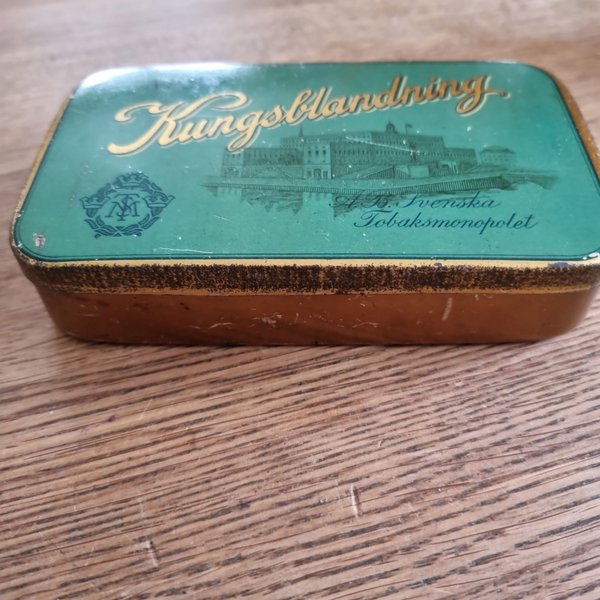 Kungsblandning
A.B. Svenska
Tobaksmonopolet